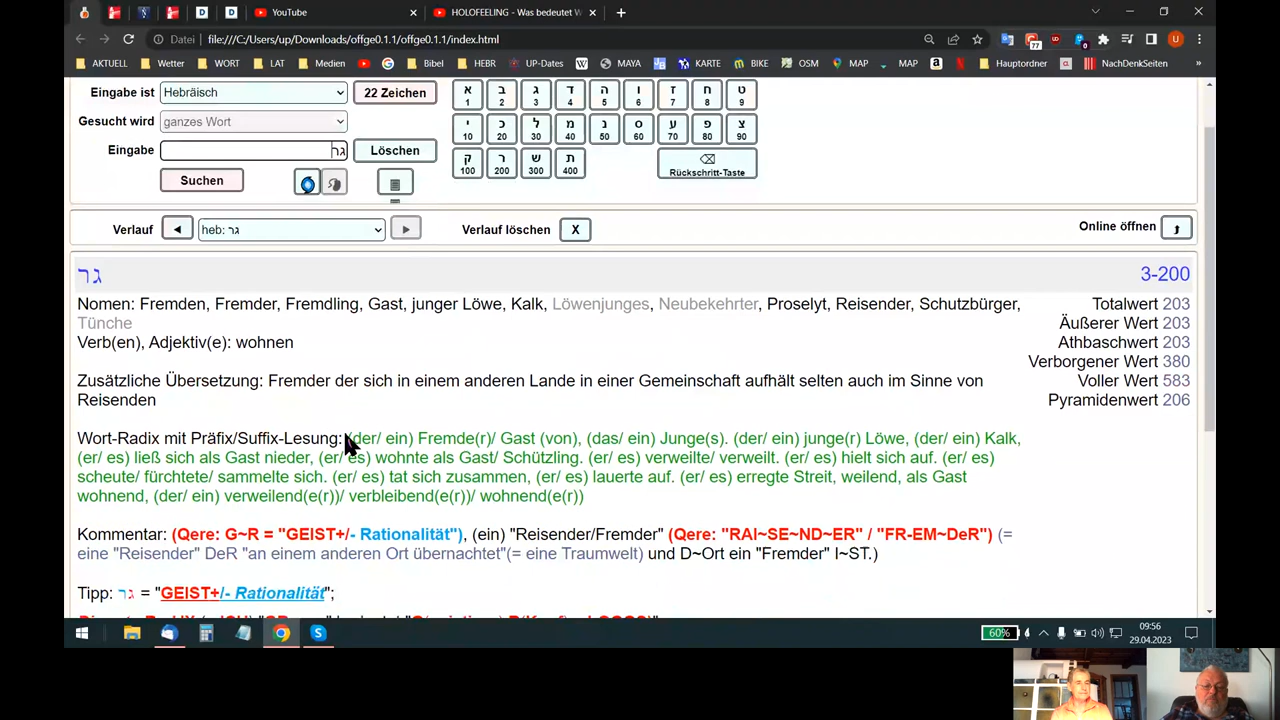 YouTube
HOLOFEELING - Was bedeutet W
Datei file:///C:/Users/up/Downloads/offge0.1.1/offge0.1.1/index.html
77
0
U
AKTUELL Wetter WORT LAT Medien Bibel HEBR UP-Dates MAYA KARTE BIKE OSM MAP MAP Hauptordner NachDenkSeiten
Eingabe ist Hebräisch 22 Zeichen
Gesucht wird ganzes Wort
Eingabe גר Löschen
Suchen
א ב ג ד ה ו ז ח ט
1 2 3 4 5 6 7 8 9
י כ ל מ נ ס ע פ צ
10 20 30 40 50 60 70 80 90
ק ר ש ת
100 200 300 400 Rückschritt-Taste
Verlauf heb: גר Verlauf löschen X Online öffnen
גר 3-200
Nomen: Fremden, Fremder, Fremdling, Gast, junger Löwe, Kalk, Löwenjunges, Neubekehrter, Proselyt, Reisender, Schutzbürger,
Tünche
Verb(en), Adjektiv(e): wohnen
Totalwert 203
Äußerer Wert 203
Athbaschwert 203
Verborgener Wert 380
Voller Wert 583
Pyramidenwert 206
Zusätzliche Übersetzung: Fremder der sich in einem anderen Lande in einer Gemeinschaft aufhält selten auch im Sinne von
Reisenden
Wort-Radix mit Präfix/Suffix-Lesung: (der/ ein) Fremde(r)/ Gast (von), (das/ ein) Junge(s). (der/ ein) junge(r) Löwe, (der/ ein) Kalk,
(er/ es) ließ sich als Gast nieder, (er/ es) wohnte als Gast/ Schützling. (er/ es) verweilte/ verweilt. (er/ es) hielt sich auf. (er/ es)
scheute/ fürchtete/ sammelte sich. (er/ es) tat sich zusammen, (er/ es) lauerte auf. (er/ es) erregte Streit, weilend, als Gast
wohnend, (der/ ein) verweilend(e(r))/ verbleibend(e(r))/ wohnend(e(r))
Kommentar: (Qere: G~R = "GEIST+/- Rationalität"), (ein) "Reisender/Fremder" (Qere: "RAI~SE~ND~ER" / "FR-EM~DeR") (=
eine "Reisender" DeR "an einem anderen Ort übernachtet"(= eine Traumwelt) und D~Ort ein "Fremder" I~ST.)
Tipp: גר = "GEIST+/- Rationalität";
60%
09:56
29.04.2023